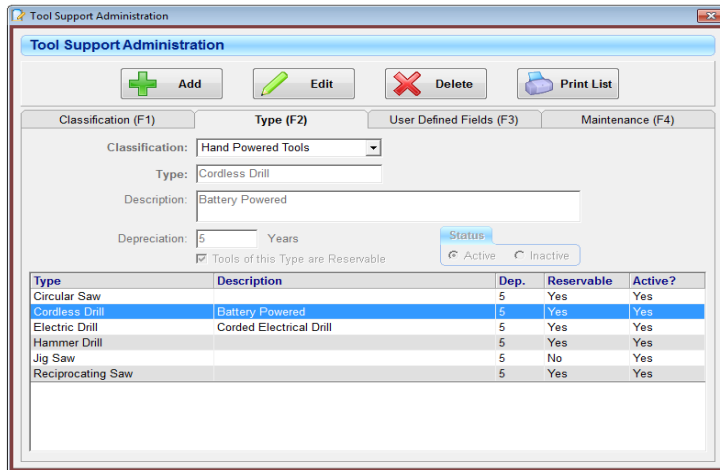 Tool Support Administration
Tool Support Administration
Add Edit Delete Print List
Classification (F1) Type (F2) User Defined Fields (F3) Maintenance (F4)
Classification: Hand Powered Tools
Type: Cordless Drill
Description: Battery Powered
Depreciation: 5 Years
Status
Tools of this Type are Reservable
Active Inactive
Type Description Dep. Reservable Active?
Circular Saw 5 Yes Yes
Cordless Drill Battery Powered 5 Yes Yes
Electric Drill Corded Electrical Drill 5 Yes Yes
Hammer Drill 5 Yes Yes
Jig Saw 5 No Yes
Reciprocating Saw 5 Yes Yes